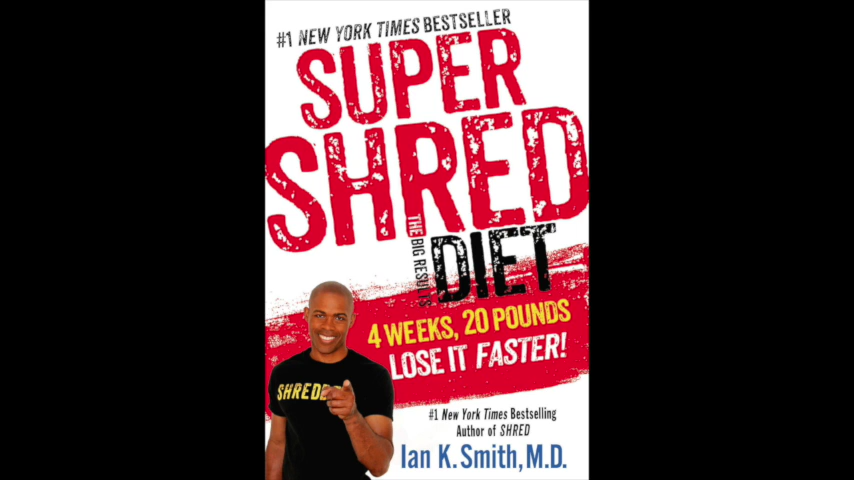 #1 NEW YORK TIMES BESTSELLER
SUPER
SHRED
THE BIG RESULTS
DIET
4 WEEKS, 20 POUNDS
LOSE IT FASTER!
#1 New York Times Bestselling
Author of SHRED
Ian K. Smith, M.D.